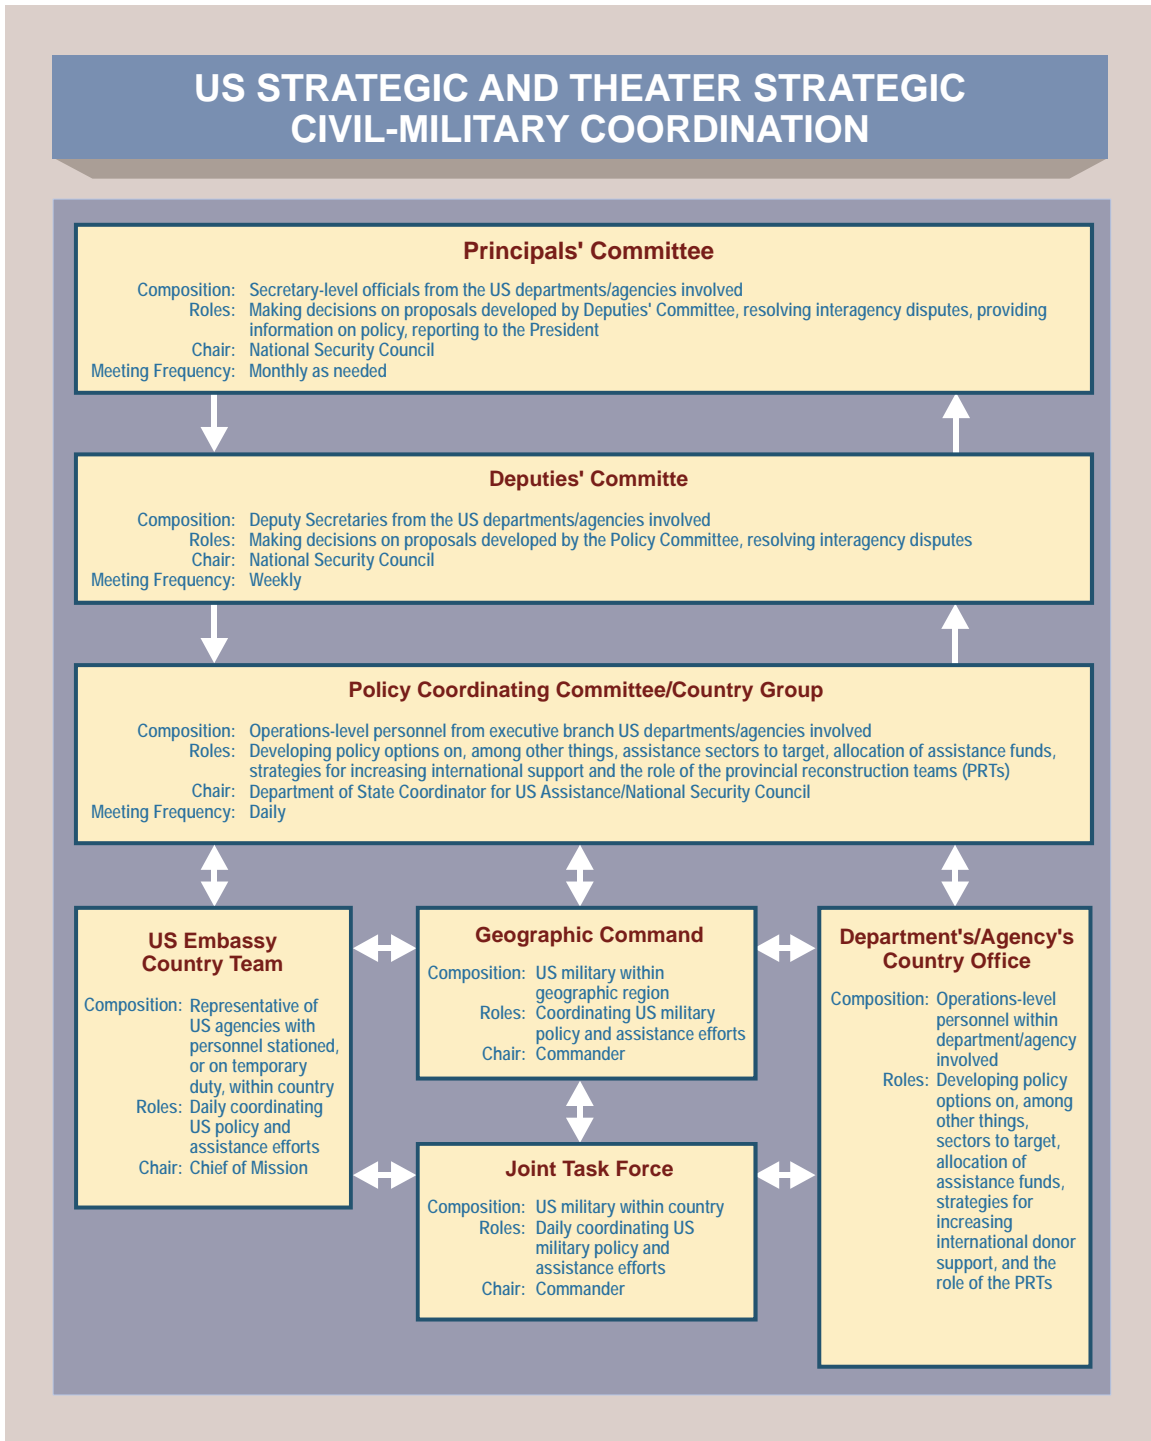 US STRATEGIC AND THEATER STRATEGIC
CIVIL-MILITARY COORDINATION
Principals' Committee
Composition: Secretary-level officials from the US departments/agencies involved
Roles: Making decisions on proposals developed by Deputies' Committee, resolving interagency disputes, providing
information on policy, reporting to the President
Chair: National Security Council
Meeting Frequency: Monthly as needed
Deputies' Committe
Composition: Deputy Secretaries from the US departments/agencies involved
Roles: Making decisions on proposals developed by the Policy Committee, resolving interagency disputes
Chair: National Security Council
Meeting Frequency: Weekly
Policy Coordinating Committee/Country Group
Composition: Operations-level personnel from executive branch US departments/agencies involved
Roles: Developing policy options on, among other things, assistance sectors to target, allocation of assistance funds,
strategies for increasing international support and the role of the provincial reconstruction teams (PRTs)
Chair: Department of State Coordinator for US Assistance/National Security Council
Meeting Frequency: Daily
US Embassy
Country Team
Composition: Representative of
US agencies with
personnel stationed,
or on temporary
duty, within country
Roles: Daily coordinating
US policy and
assistance efforts
Chair: Chief of Mission
Geographic Command
Composition: US military within
geographic region
Roles: Coordinating US military
policy and assistance efforts
Chair: Commander
Joint Task Force
Composition: US military within country
Roles: Daily coordinating US
military policy and
assistance efforts
Chair: Commander
Department's/Agency's
Country Office
Composition: Operations-level
personnel within
department/agency
involved
Roles: Developing policy
options on, among
other things,
sectors to target,
allocation of
assistance funds,
strategies for
increasing
international donor
support, and the
role of the PRTs